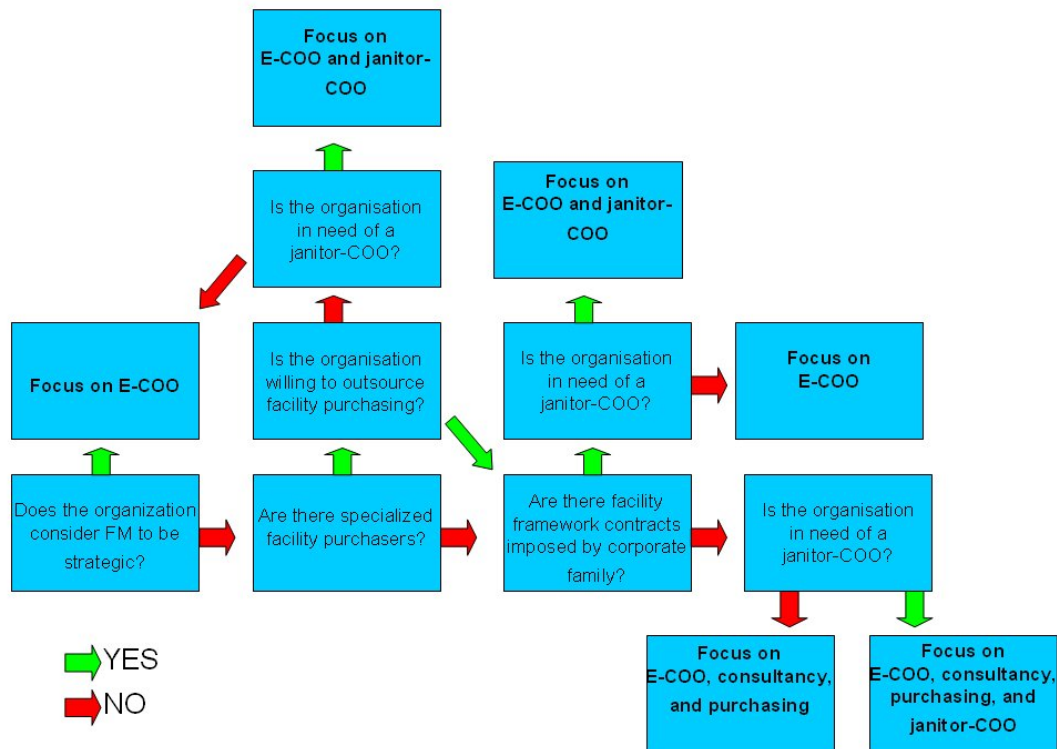 Focus on
E-COO and janitor-
COO
Is the organisation
in need of a
janitor-COO?
Focus on
E-COO and janitor-
COO
Focus on E-COO
Is the organisation
willing to outsource
facility purchasing?
Is the organisation
in need of a
janitor-COO?
Focus on
E-COO
Does the organization
consider FM to be
strategic?
Are there specialized
facility purchasers?
Are there facility
framework contracts
imposed by corporate
family?
Is the organisation
in need of a
janitor-COO?
YES
NO
Focus on
E-COO, consultancy,
and purchasing
Focus on
E-COO, consultancy,
purchasing, and
janitor-COO